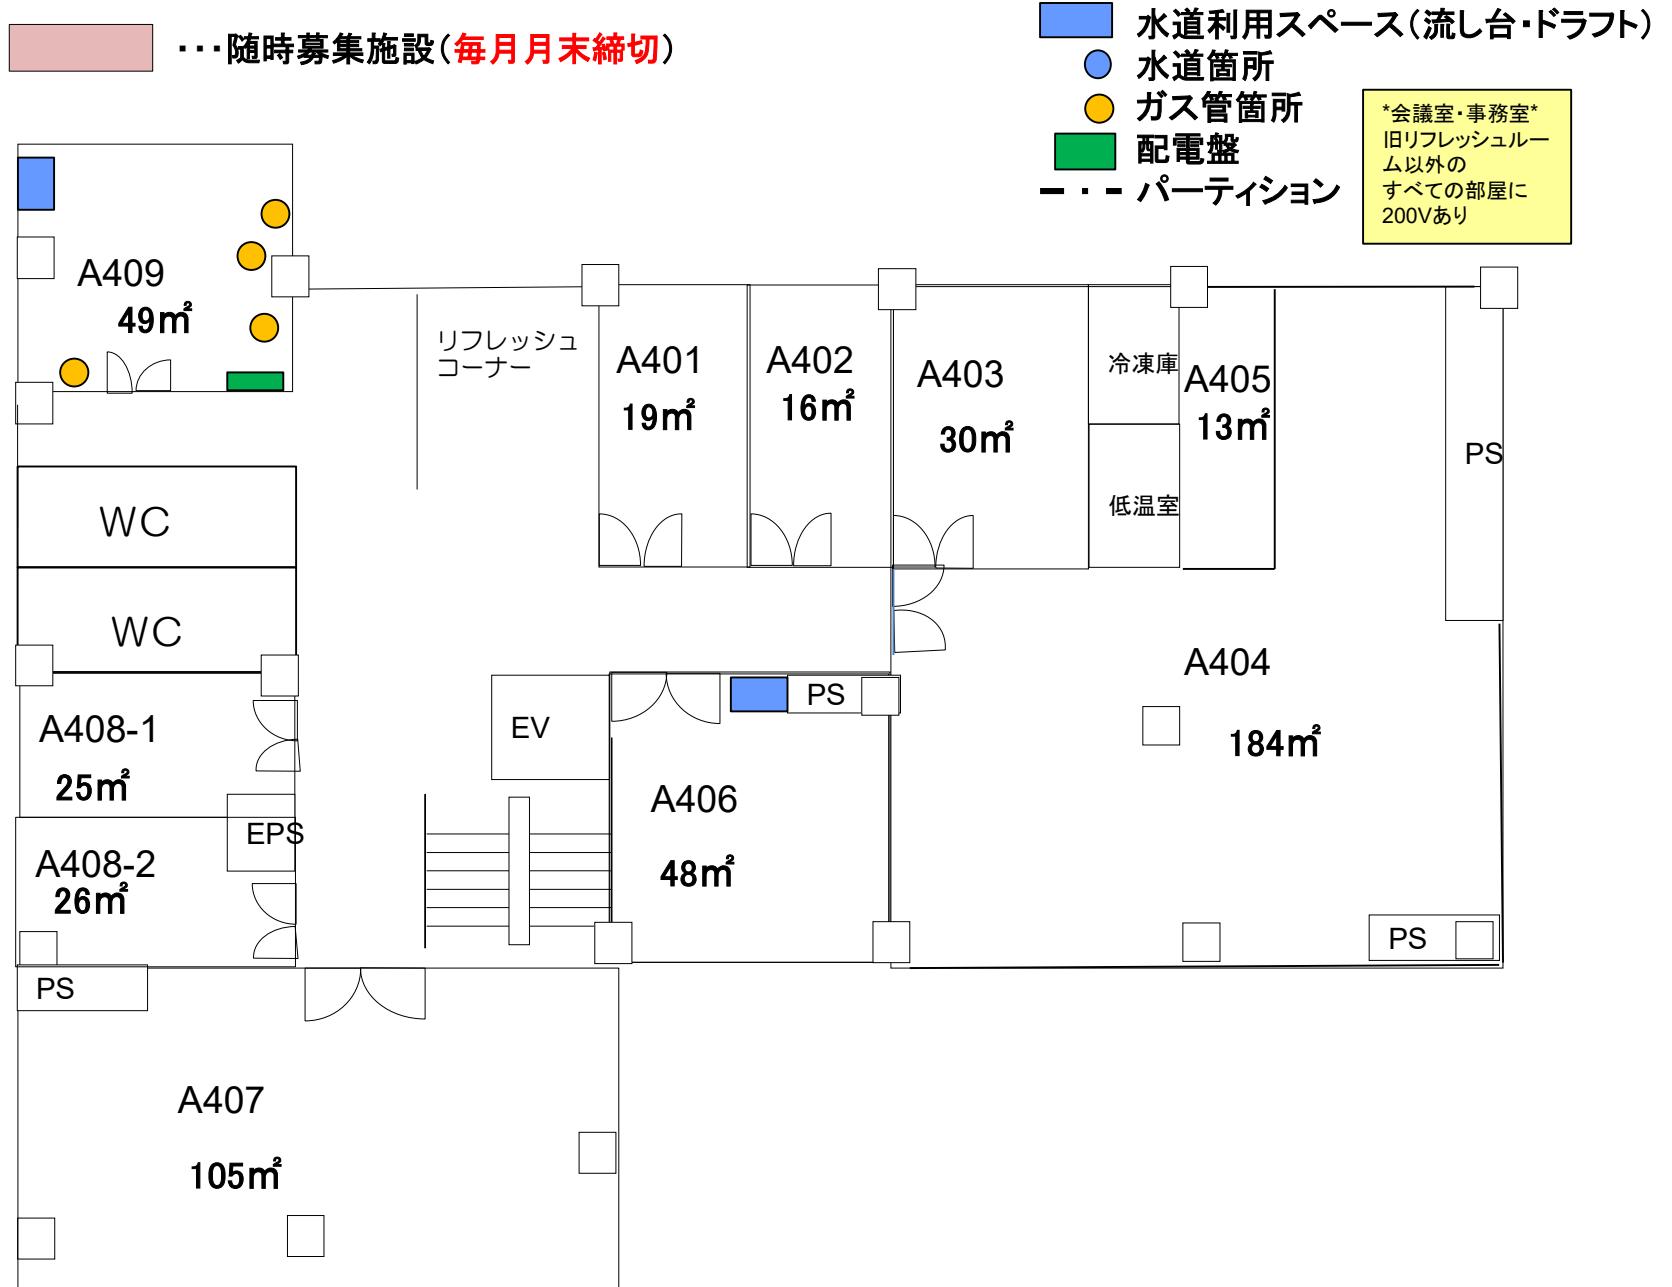 ・・・随時募集施設（毎月月末締切）
水道利用スペース（流し台・ドラフト）
水道箇所
ガス管箇所
配電盤
パーティション
*会議室・事務室*
旧リフレッシュルー
ム以外の
すべての部屋に
200Vあり
A409
49㎡
リフレッシュ
コーナー
A401
19㎡
A402
16㎡
A403
30㎡
冷凍庫
低温室
A405
13㎡
PS
WC
WC
A404
184㎡
A408-1
25㎡
EPS
A408-2
26㎡
EV
PS
A406
48㎡
PS
PS
A407
105㎡